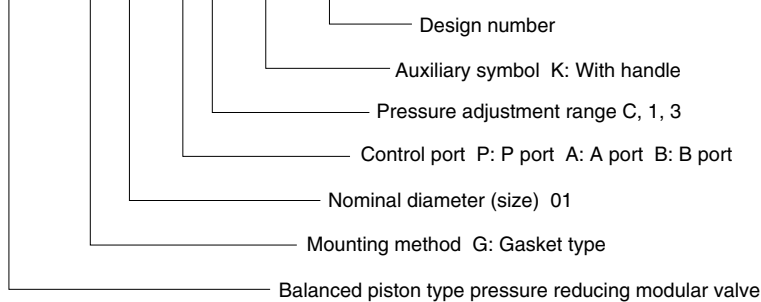 Design number
Auxiliary symbol K: With handle
Pressure adjustment range C, 1, 3
Control port P: P port A: A port B: B port
Nominal diameter (size) 01
Mounting method G: Gasket type
Balanced piston type pressure reducing modular valve